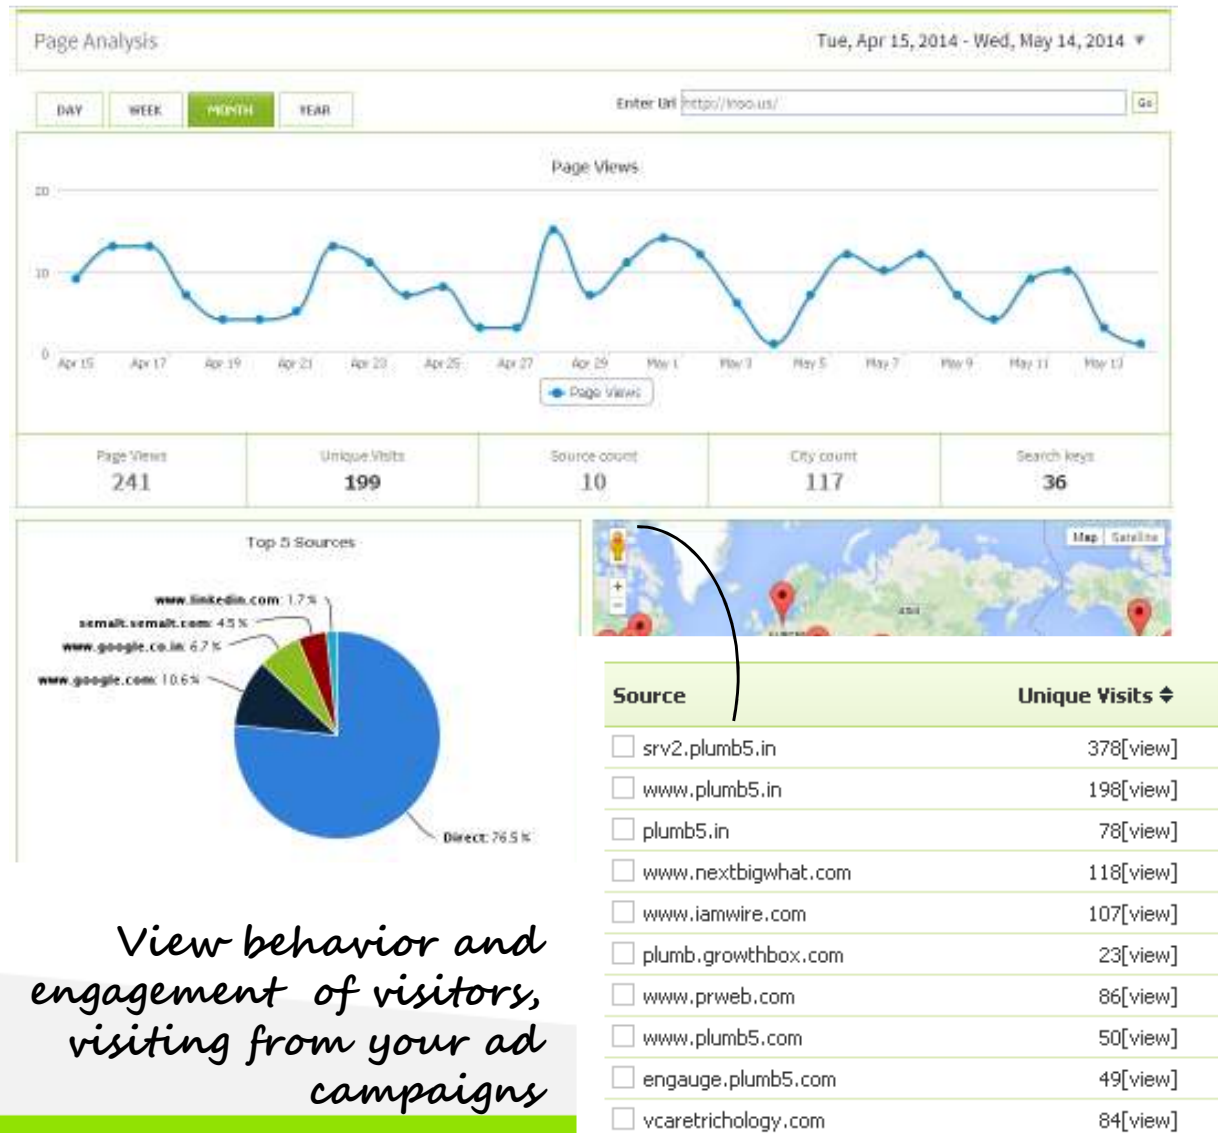 Page Analysis
Tue, Apr 15, 2014 - Wed, May 14, 2014
DAY WEEK MONTH YEAR
Enter Url
Go
Page Views
20
10
0
Apr 15 Apr 17 Apr 19 Apr 21 Apr 23 Apr 25 Apr 27 Apr 29 May 1 May 3 May 5 May 7 May 9 May 11 May 13
Page Views
Page Views Unique Visits Source count City count Search keys
241 199 10 117 36
Top 5 Sources
www.linkedin.com: 1.7 %
semalt.semalt.com: 4.5 %
www.google.co.in: 6.7 %
www.google.com: 10.6 %
Direct: 76.5 %
Map Satellite
+
−
ASIA
Source Unique Visits
srv2.plumb5.in 378[view]
www.plumb5.in 198[view]
plumb5.in 78[view]
www.nextbigwhat.com 118[view]
www.iamwire.com 107[view]
plumb.growthbox.com 23[view]
www.prweb.com 86[view]
www.plumb5.com 50[view]
engauge.plumb5.com 49[view]
vcaretrichology.com 84[view]
View behavior and
engagement of visitors,
visiting from your ad
campaigns